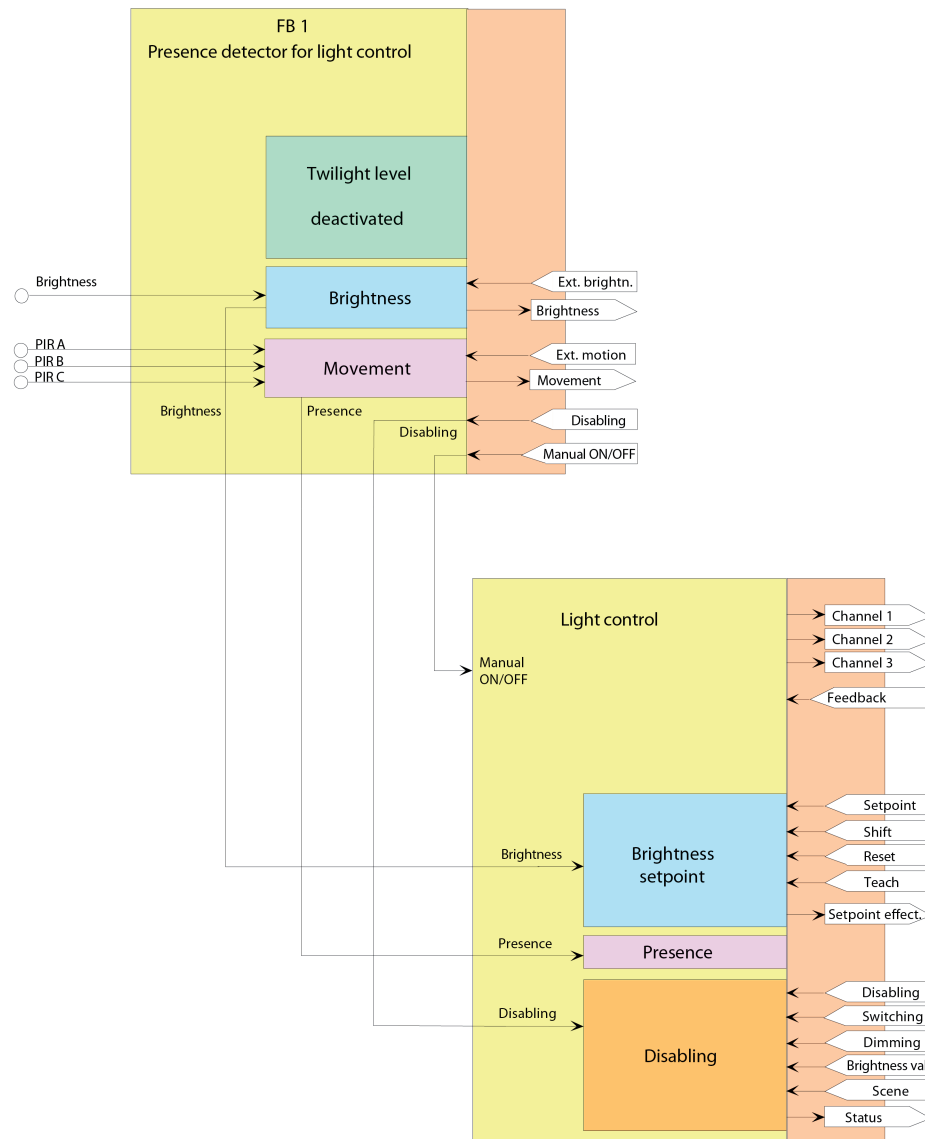 FB 1
Presence detector for light control
Twilight level
deactivated
Brightness
Brightness
Ext. brightn.
Brightness
PIR A
PIR B
PIR C
Movement
Ext. motion
Movement
Brightness
Presence
Disabling
Disabling
Manual ON/OFF
Light control
Channel 1
Channel 2
Channel 3
Manual
ON/OFF
Feedback
Setpoint
Shift
Brightness
Brightness
setpoint
Reset
Teach
Setpoint effect.
Presence
Presence
Disabling
Disabling
Switching
Disabling
Dimming
Brightness val
Scene
Status